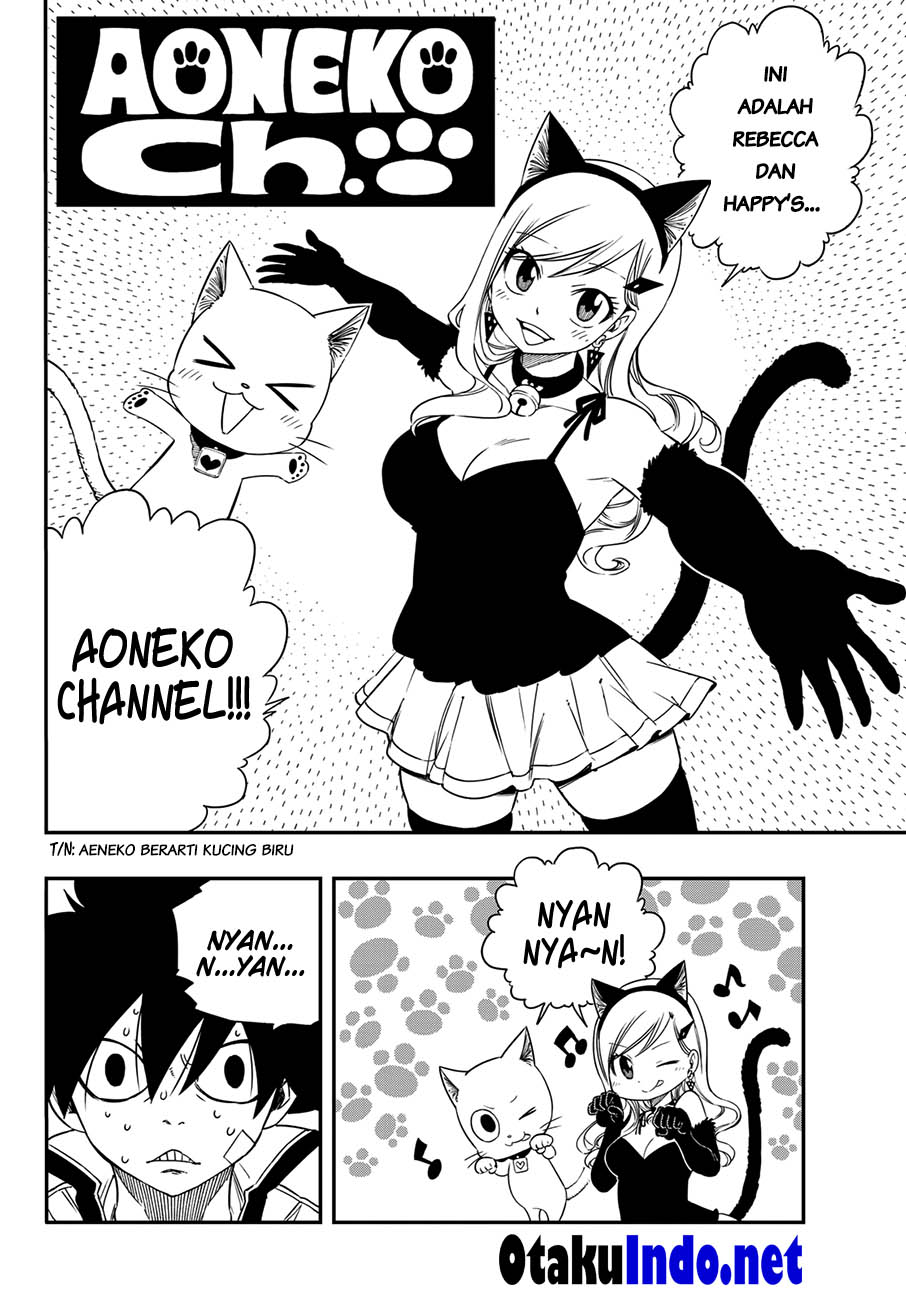 AONEKO
Ch.
INI
ADALAH
REBECCA
DAN
HAPPY'S...
AONEKO
CHANNEL!!!
T/N: AENEKO BERARTI KUCING BIRU
NYAN...
N...YAN...
NYAN
NYA~N!
OtakuIndo.net